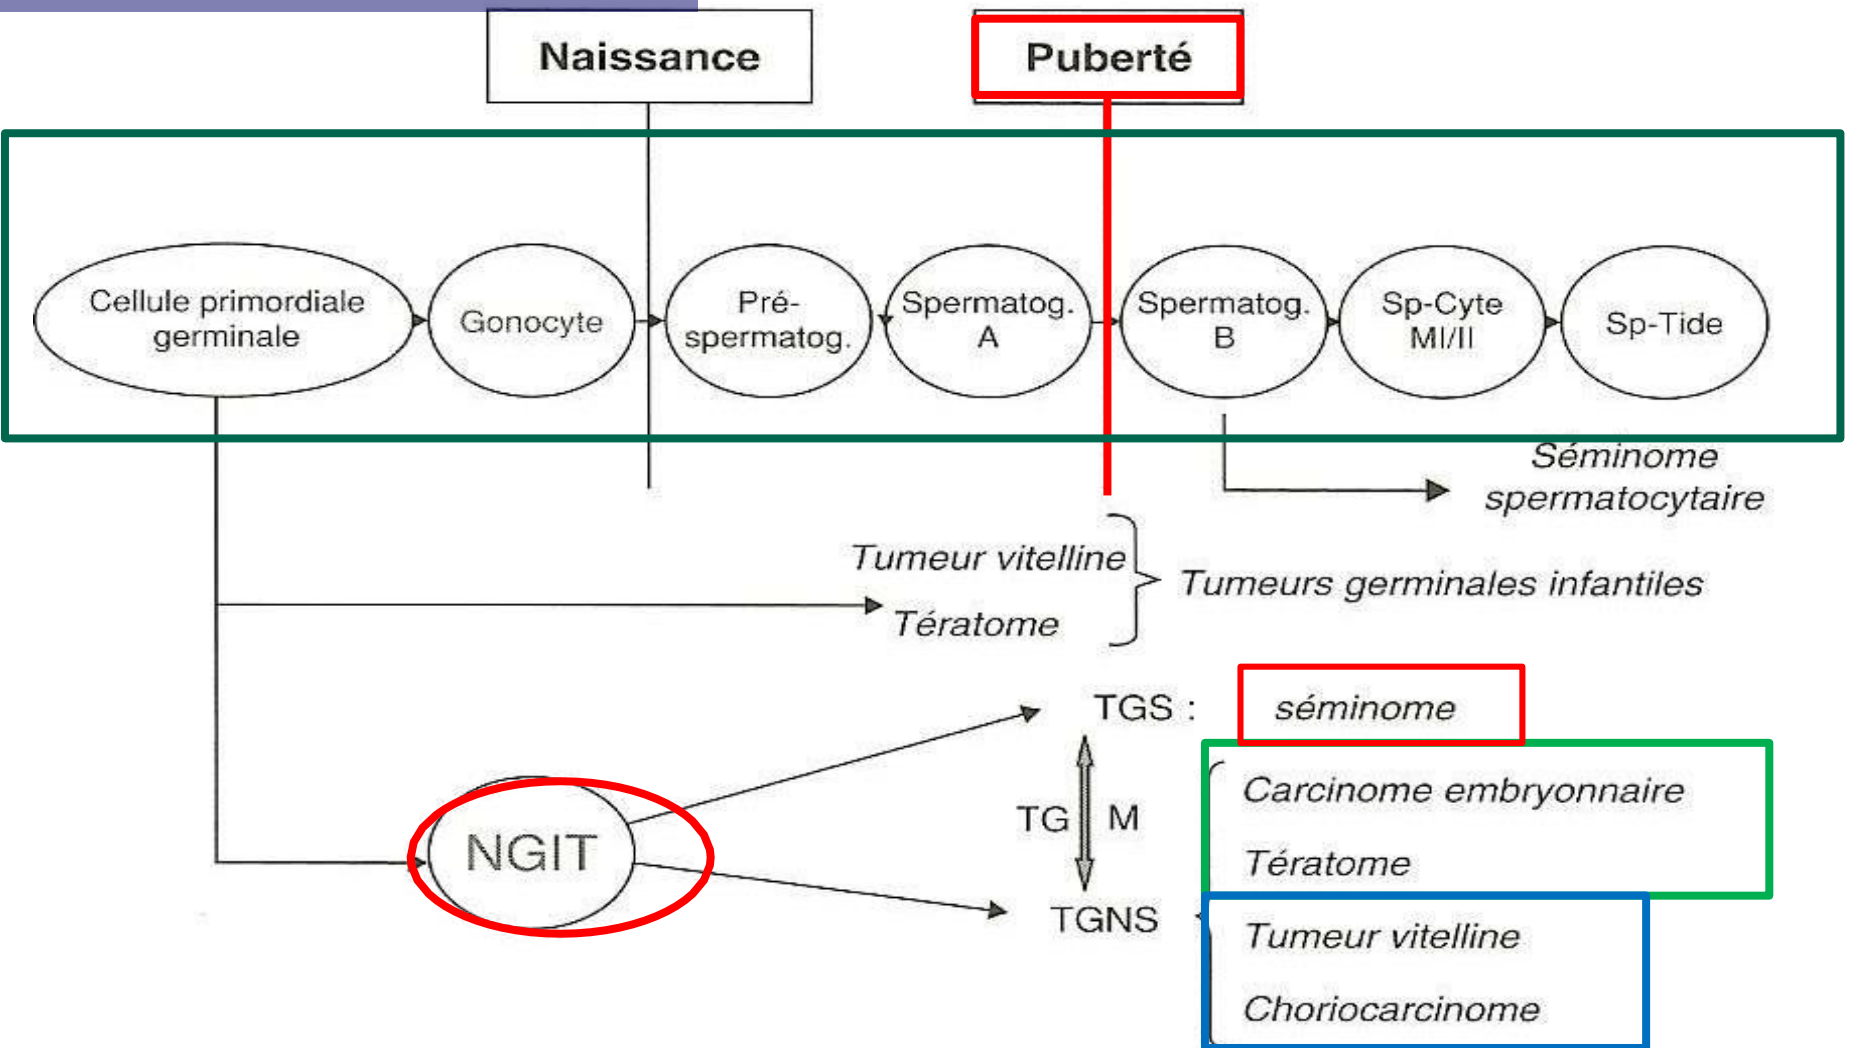 Naissance
Puberté
Cellule primordiale
germinale
Gonocyte
Pré-
spermatog.
Spermatog.
A
Spermatog.
B
Sp-Cyte
MI/II
Sp-Tide
Séminome
spermatocytaire
Tumeur vitelline
Tératome
Tumeurs germinales infantiles
NGIT
TGS :
séminome
TG M
TGNS
Carcinome embryonnaire
Tératome
Tumeur vitelline
Choriocarcinome